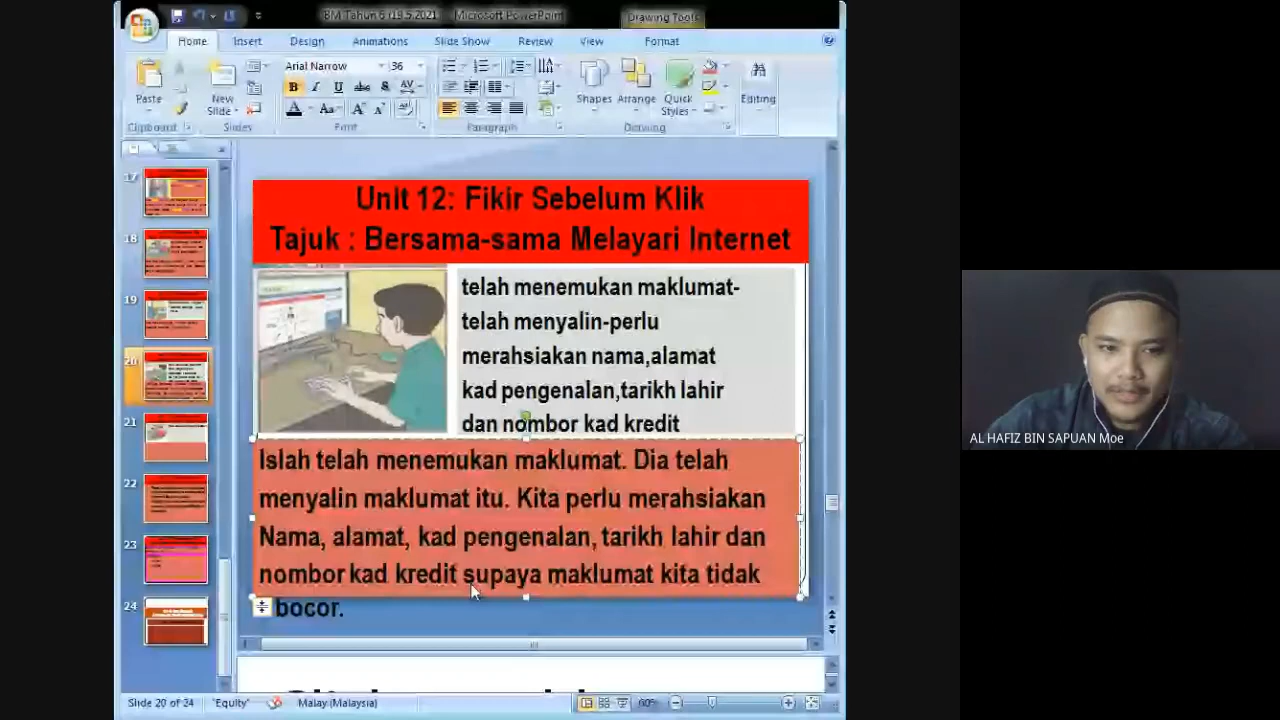 BM Tahun 6 (19.5.2021
Microsoft PowerPoint
Drawing Tools
Home
Insert
Design
Animations
Slide Show
Review
View
Format
Arial Narrow
36
Paste
New
Slide
Shapes
Arrange
Quick
Styles
Editing
Clipboard
Slides
Font
Paragraph
Drawing
17
18
19
20
21
22
23
24
Unit 12: Fikir Sebelum Klik
Tajuk : Bersama-sama Melayari Internet
telah menemukan maklumat-
telah menyalin-perlu
merahsiakan nama,alamat
kad pengenalan,tarikh lahir
dan nombor kad kredit
Islah telah menemukan maklumat. Dia telah
menyalin maklumat itu. Kita perlu merahsiakan
Nama, alamat, kad pengenalan, tarikh lahir dan
nombor kad kredit supaya maklumat kita tidak
bocor.
Slide 20 of 24
"Equity"
Malay (Malaysia)
60%
AL HAFIZ BIN SAPUAN Moe